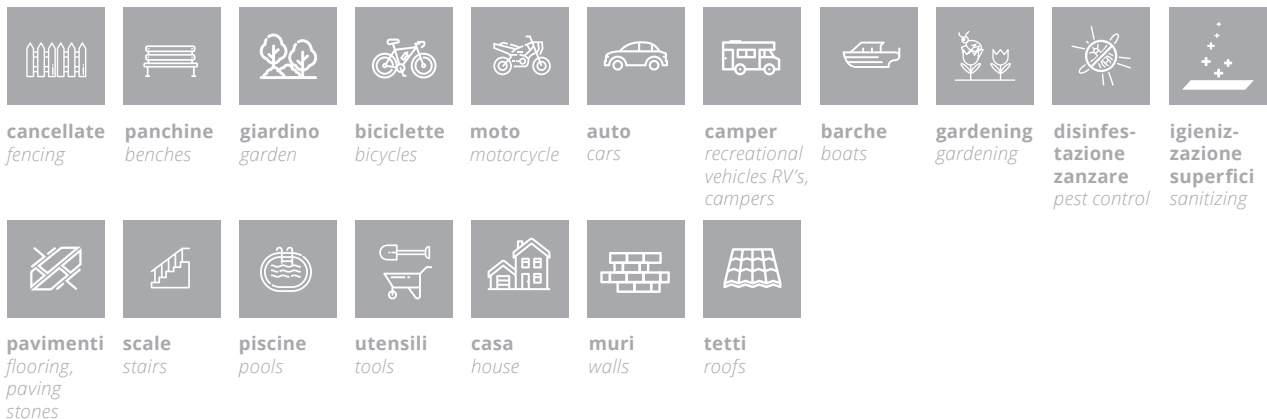 cancellate
fencing
panchine
benches
giardino
garden
biciclette
bicycles
moto
motorcycle
auto
cars
camper
recreational
vehicles RV's,
campers
barche
boats
gardening
gardening
disinfes-
tazione
zanzare
pest control
igieniz-
zazione
superfici
sanitizing
pavimenti
flooring,
paving
stones
scale
stairs
piscine
pools
utensili
tools
casa
house
muri
walls
tetti
roofs